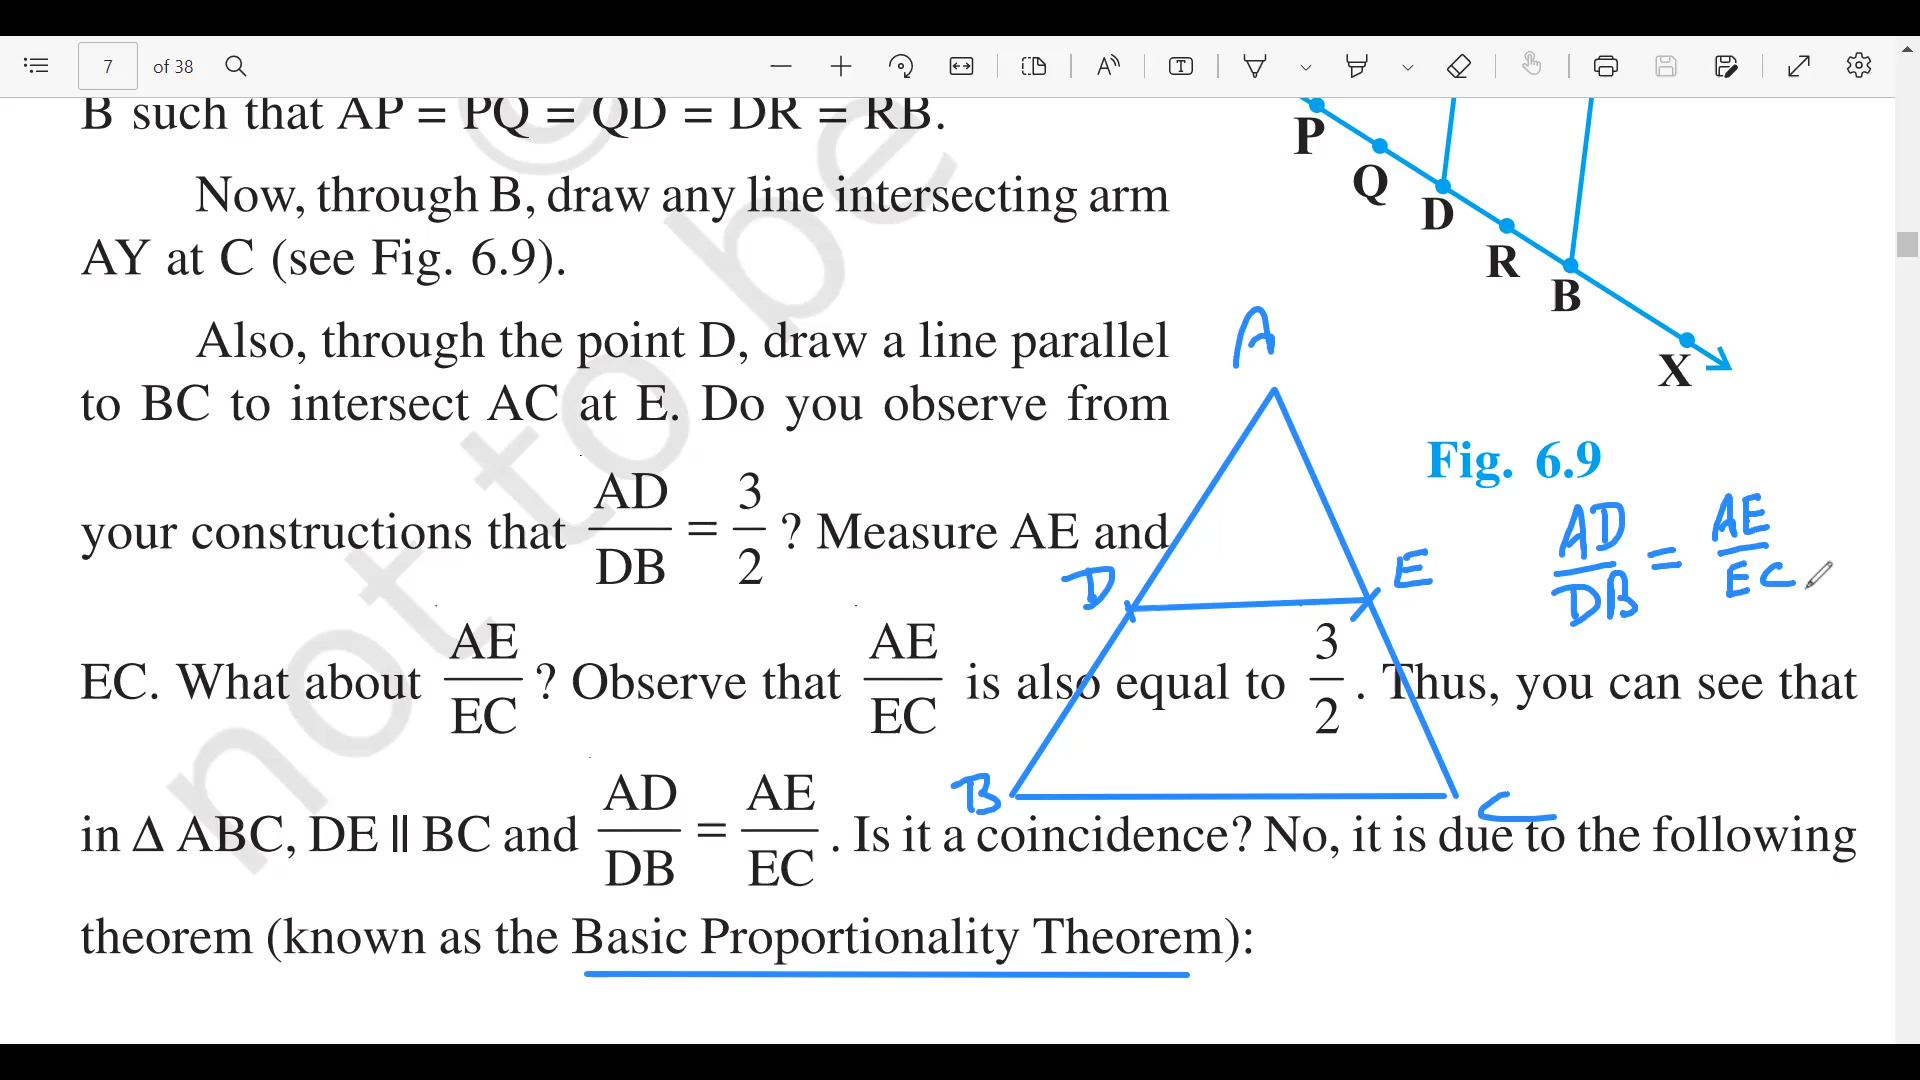 7 of 38
B such that AP = PQ = QD = DR = RB.
Now, through B, draw any line intersecting arm
AY at C (see Fig. 6.9).
Also, through the point D, draw a line parallel
to BC to intersect AC at E. Do you observe from
your constructions that AD/DB = 3/2 ? Measure AE and
EC. What about AE/EC ? Observe that AE/EC is also equal to 3/2 . Thus, you can see that
in Δ ABC, DE || BC and AD/DB = AE/EC . Is it a coincidence? No, it is due to the following
theorem (known as the Basic Proportionality Theorem):
P
Q
D
R
B
X
Fig. 6.9
A
D
E
B
C
AD/DB = AE/EC
not to be